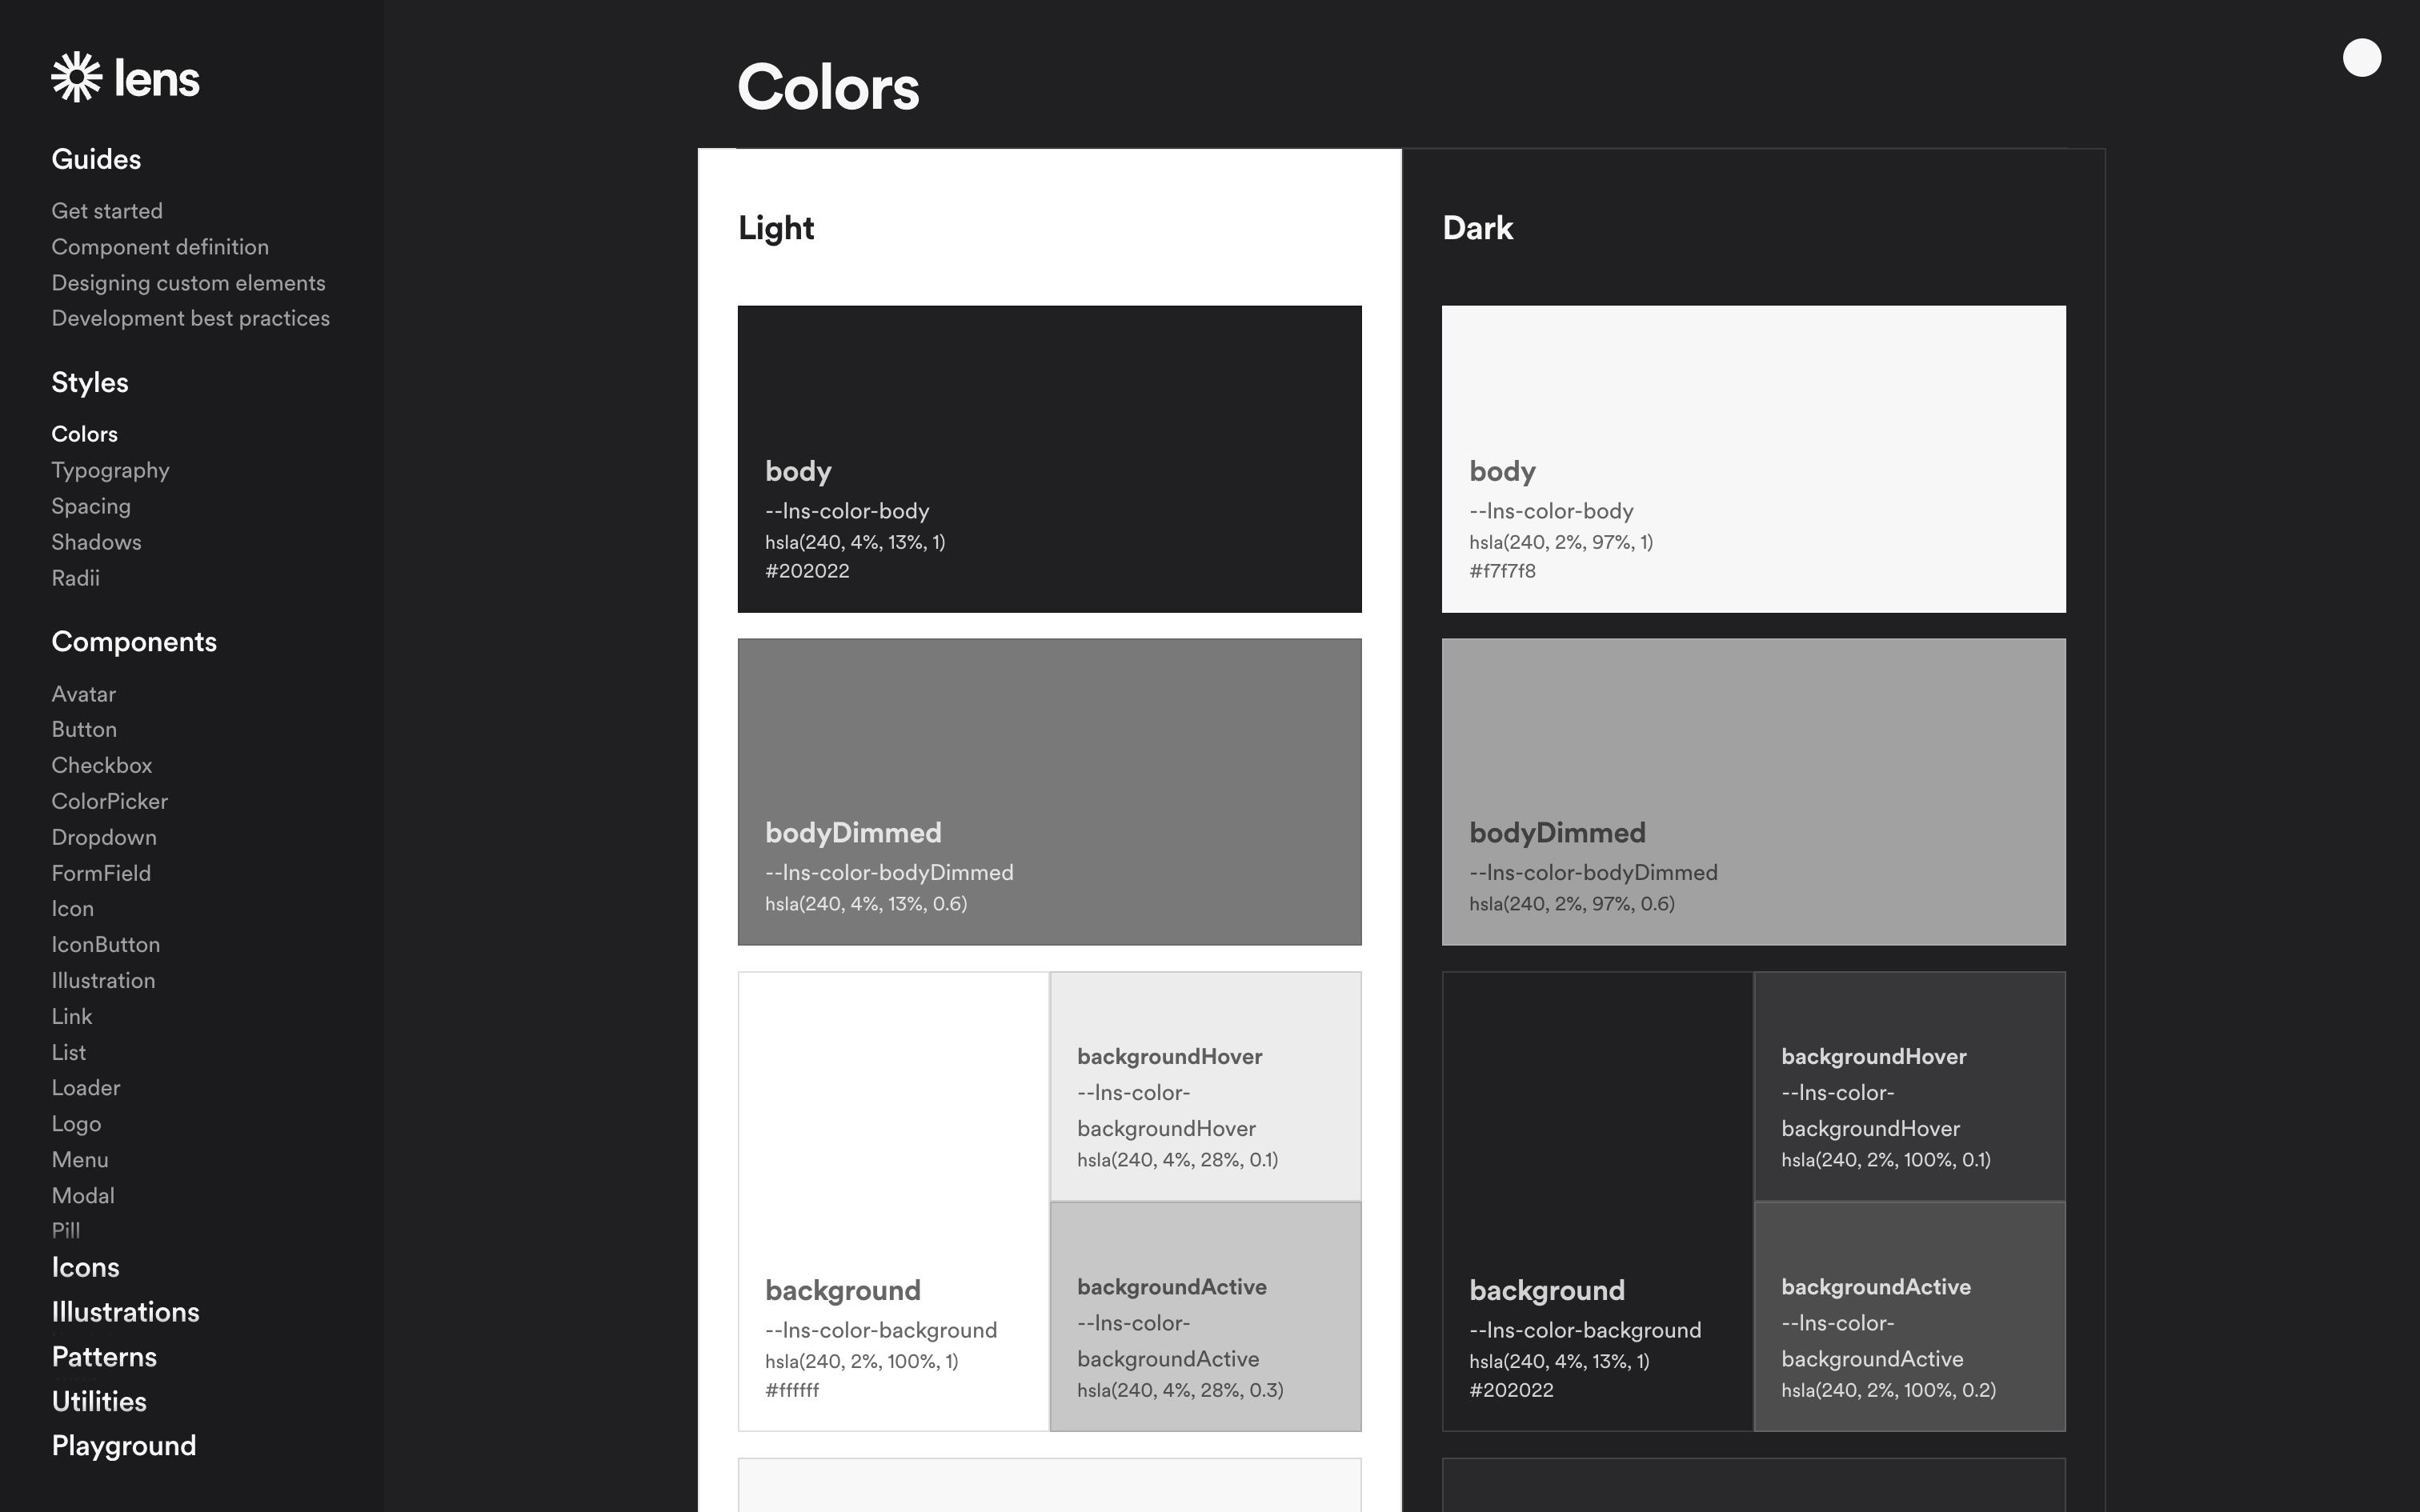 lens
Guides
Get started
Component definition
Designing custom elements
Development best practices
Styles
Colors
Typography
Spacing
Shadows
Radii
Components
Avatar
Button
Checkbox
ColorPicker
Dropdown
FormField
Icon
IconButton
Illustration
Link
List
Loader
Logo
Menu
Modal
Pill
Icons
Illustrations
Patterns
Utilities
Playground
Colors
Light
body
--lns-color-body
hsla(240, 4%, 13%, 1)
#202022
bodyDimmed
--lns-color-bodyDimmed
hsla(240, 4%, 13%, 0.6)
background
--lns-color-background
hsla(240, 2%, 100%, 1)
#ffffff
backgroundHover
--lns-color-
backgroundHover
hsla(240, 4%, 28%, 0.1)
backgroundActive
--lns-color-
backgroundActive
hsla(240, 4%, 28%, 0.3)
Dark
body
--lns-color-body
hsla(240, 2%, 97%, 1)
#f7f7f8
bodyDimmed
--lns-color-bodyDimmed
hsla(240, 2%, 97%, 0.6)
background
--lns-color-background
hsla(240, 4%, 13%, 1)
#202022
backgroundHover
--lns-color-
backgroundHover
hsla(240, 2%, 100%, 0.1)
backgroundActive
--lns-color-
backgroundActive
hsla(240, 2%, 100%, 0.2)